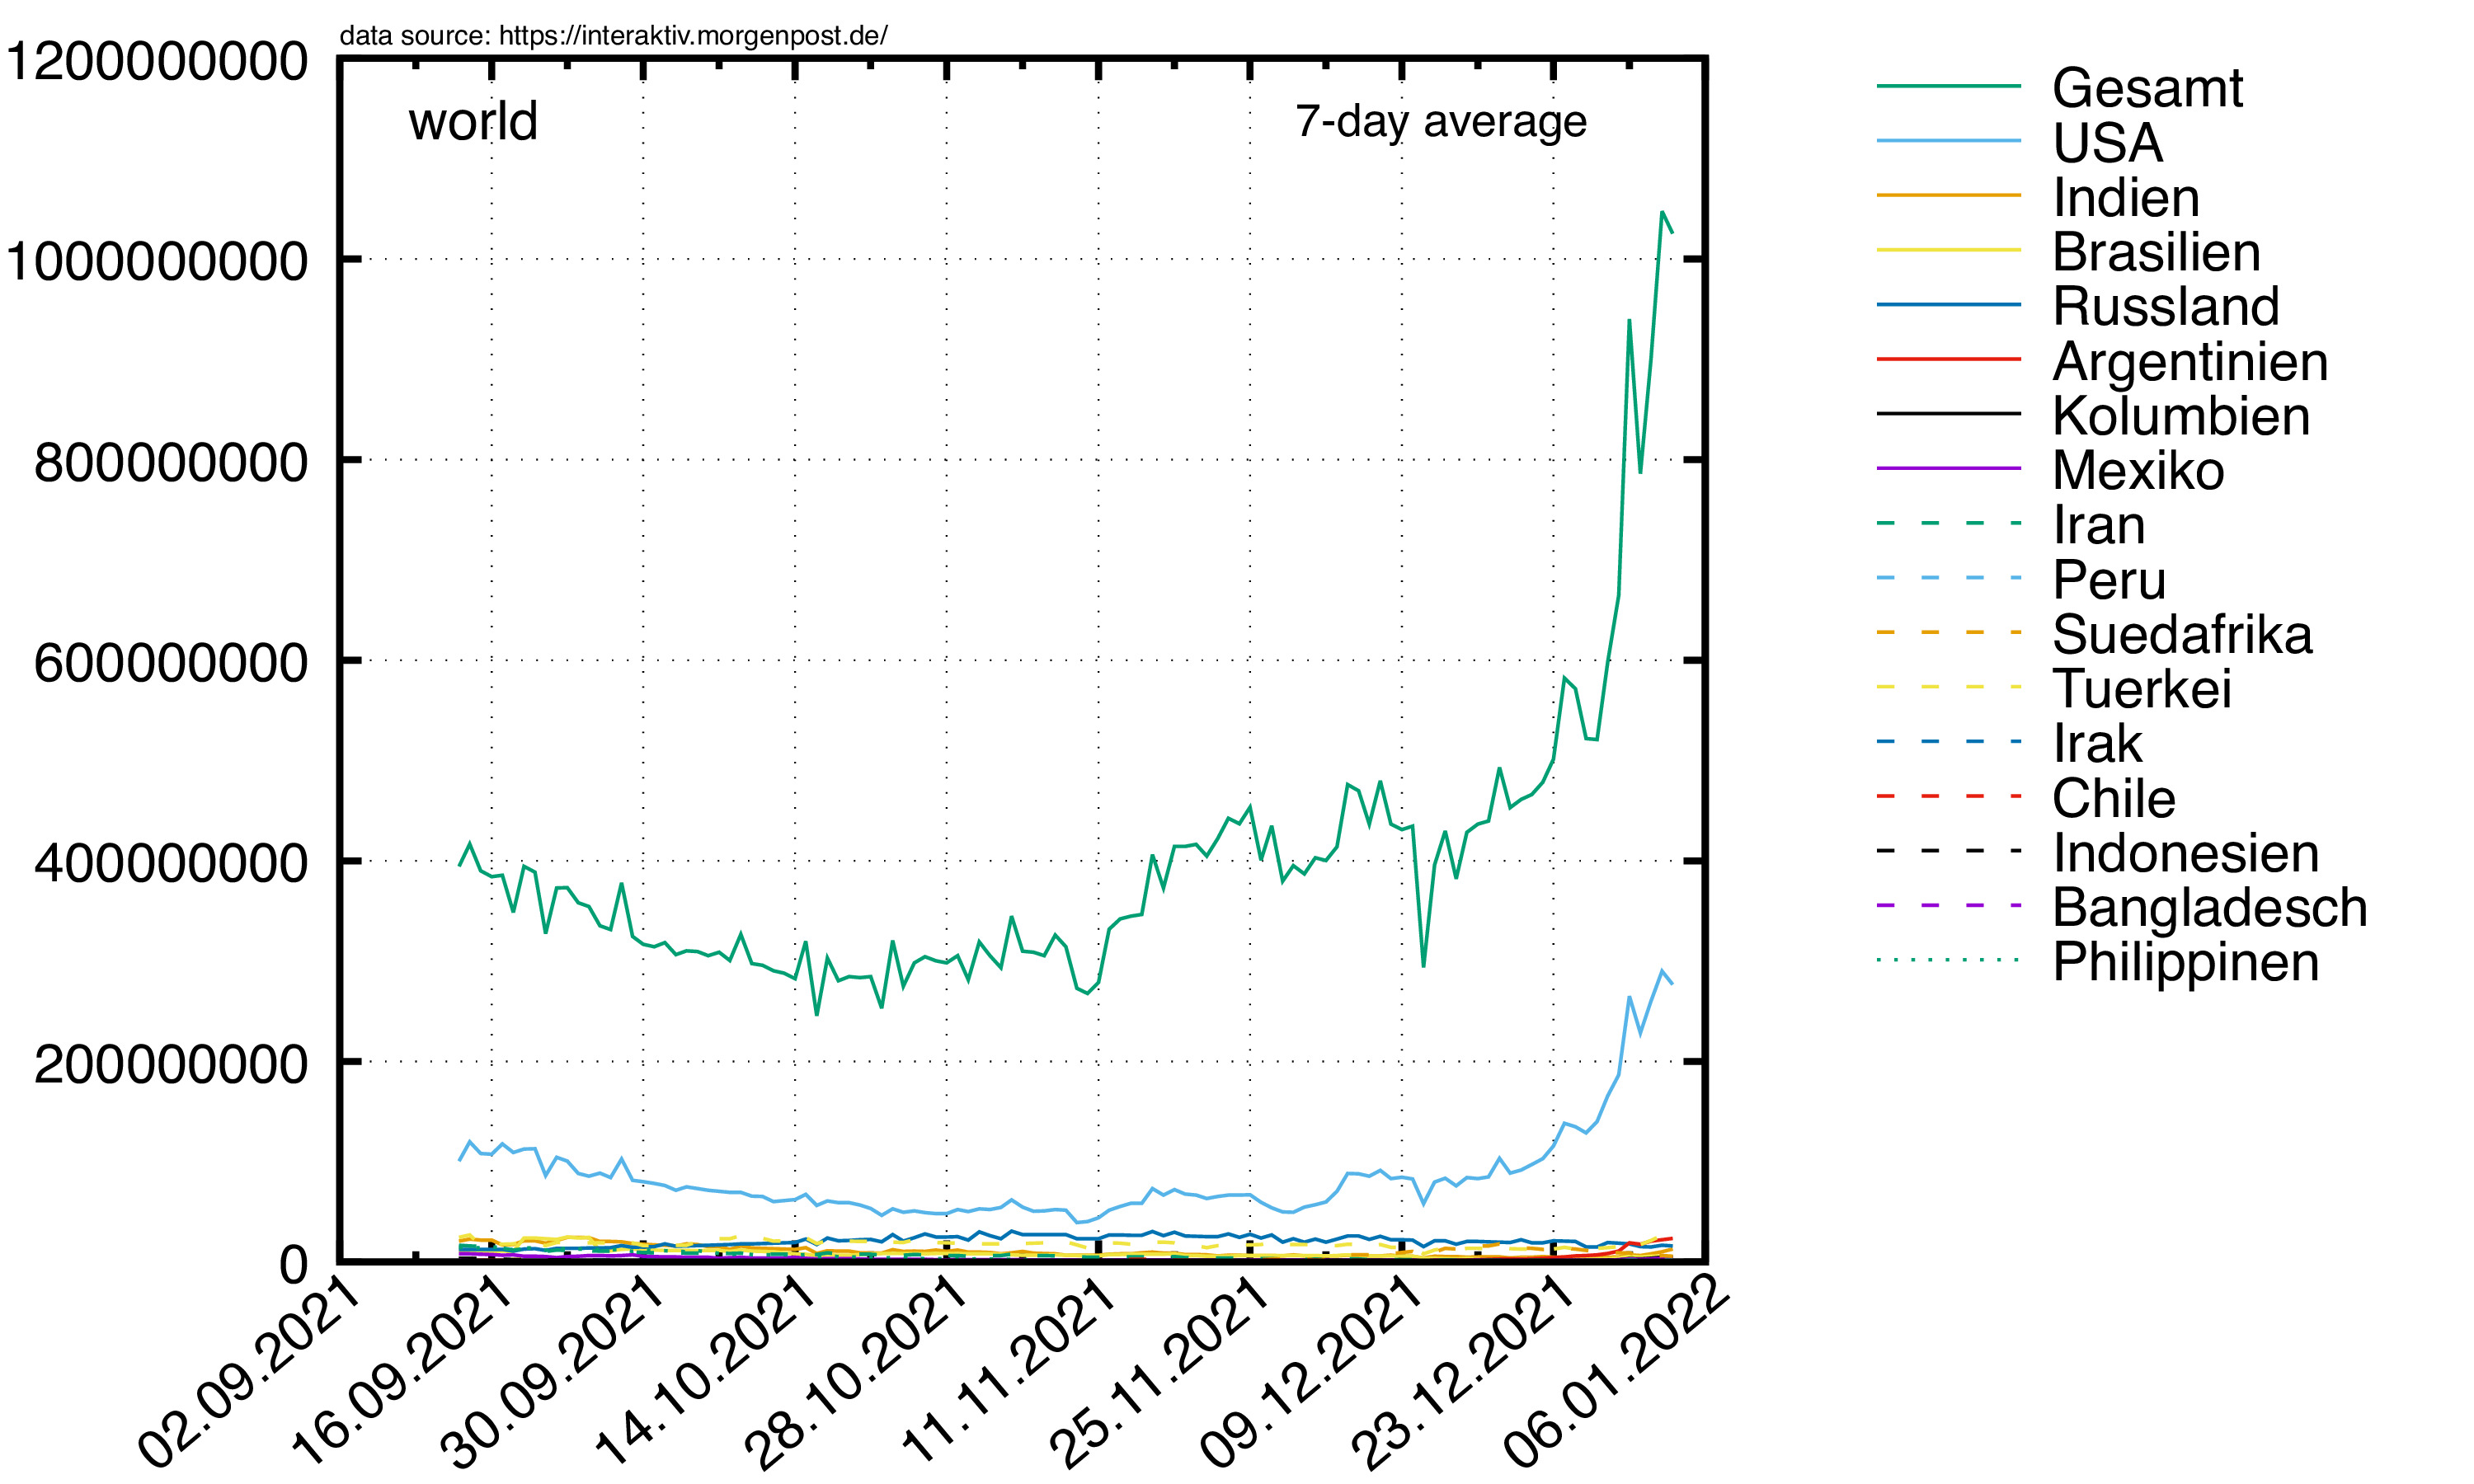 data source: https://interaktiv.morgenpost.de/
world
7-day average
1200000000
1000000000
800000000
600000000
400000000
200000000
0
02.09.2021
16.09.2021
30.09.2021
14.10.2021
28.10.2021
11.11.2021
25.11.2021
09.12.2021
23.12.2021
06.01.2022
Gesamt
USA
Indien
Brasilien
Russland
Argentinien
Kolumbien
Mexiko
Iran
Peru
Suedafrika
Tuerkei
Irak
Chile
Indonesien
Bangladesch
Philippinen